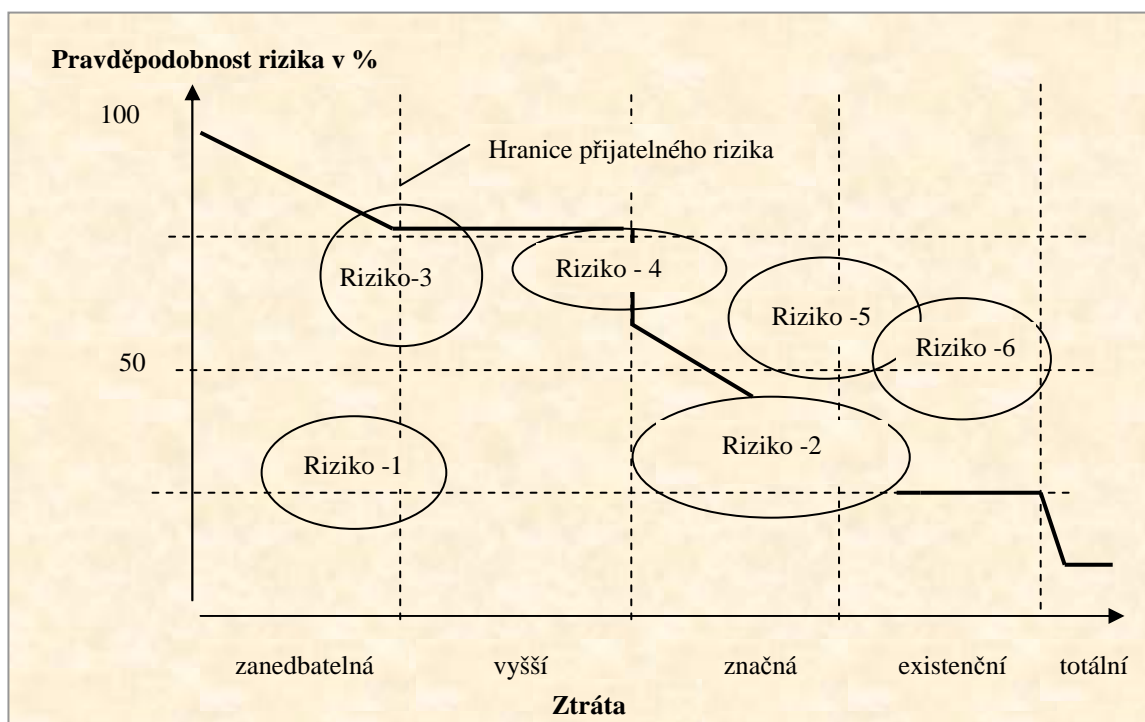 Pravděpodobnost rizika v %
100
Hranice přijatelného rizika
Riziko-3
Riziko - 4
Riziko -5
Riziko -6
50
Riziko -2
Riziko -1
zanedbatelná vyšší značná existenční totální
Ztráta